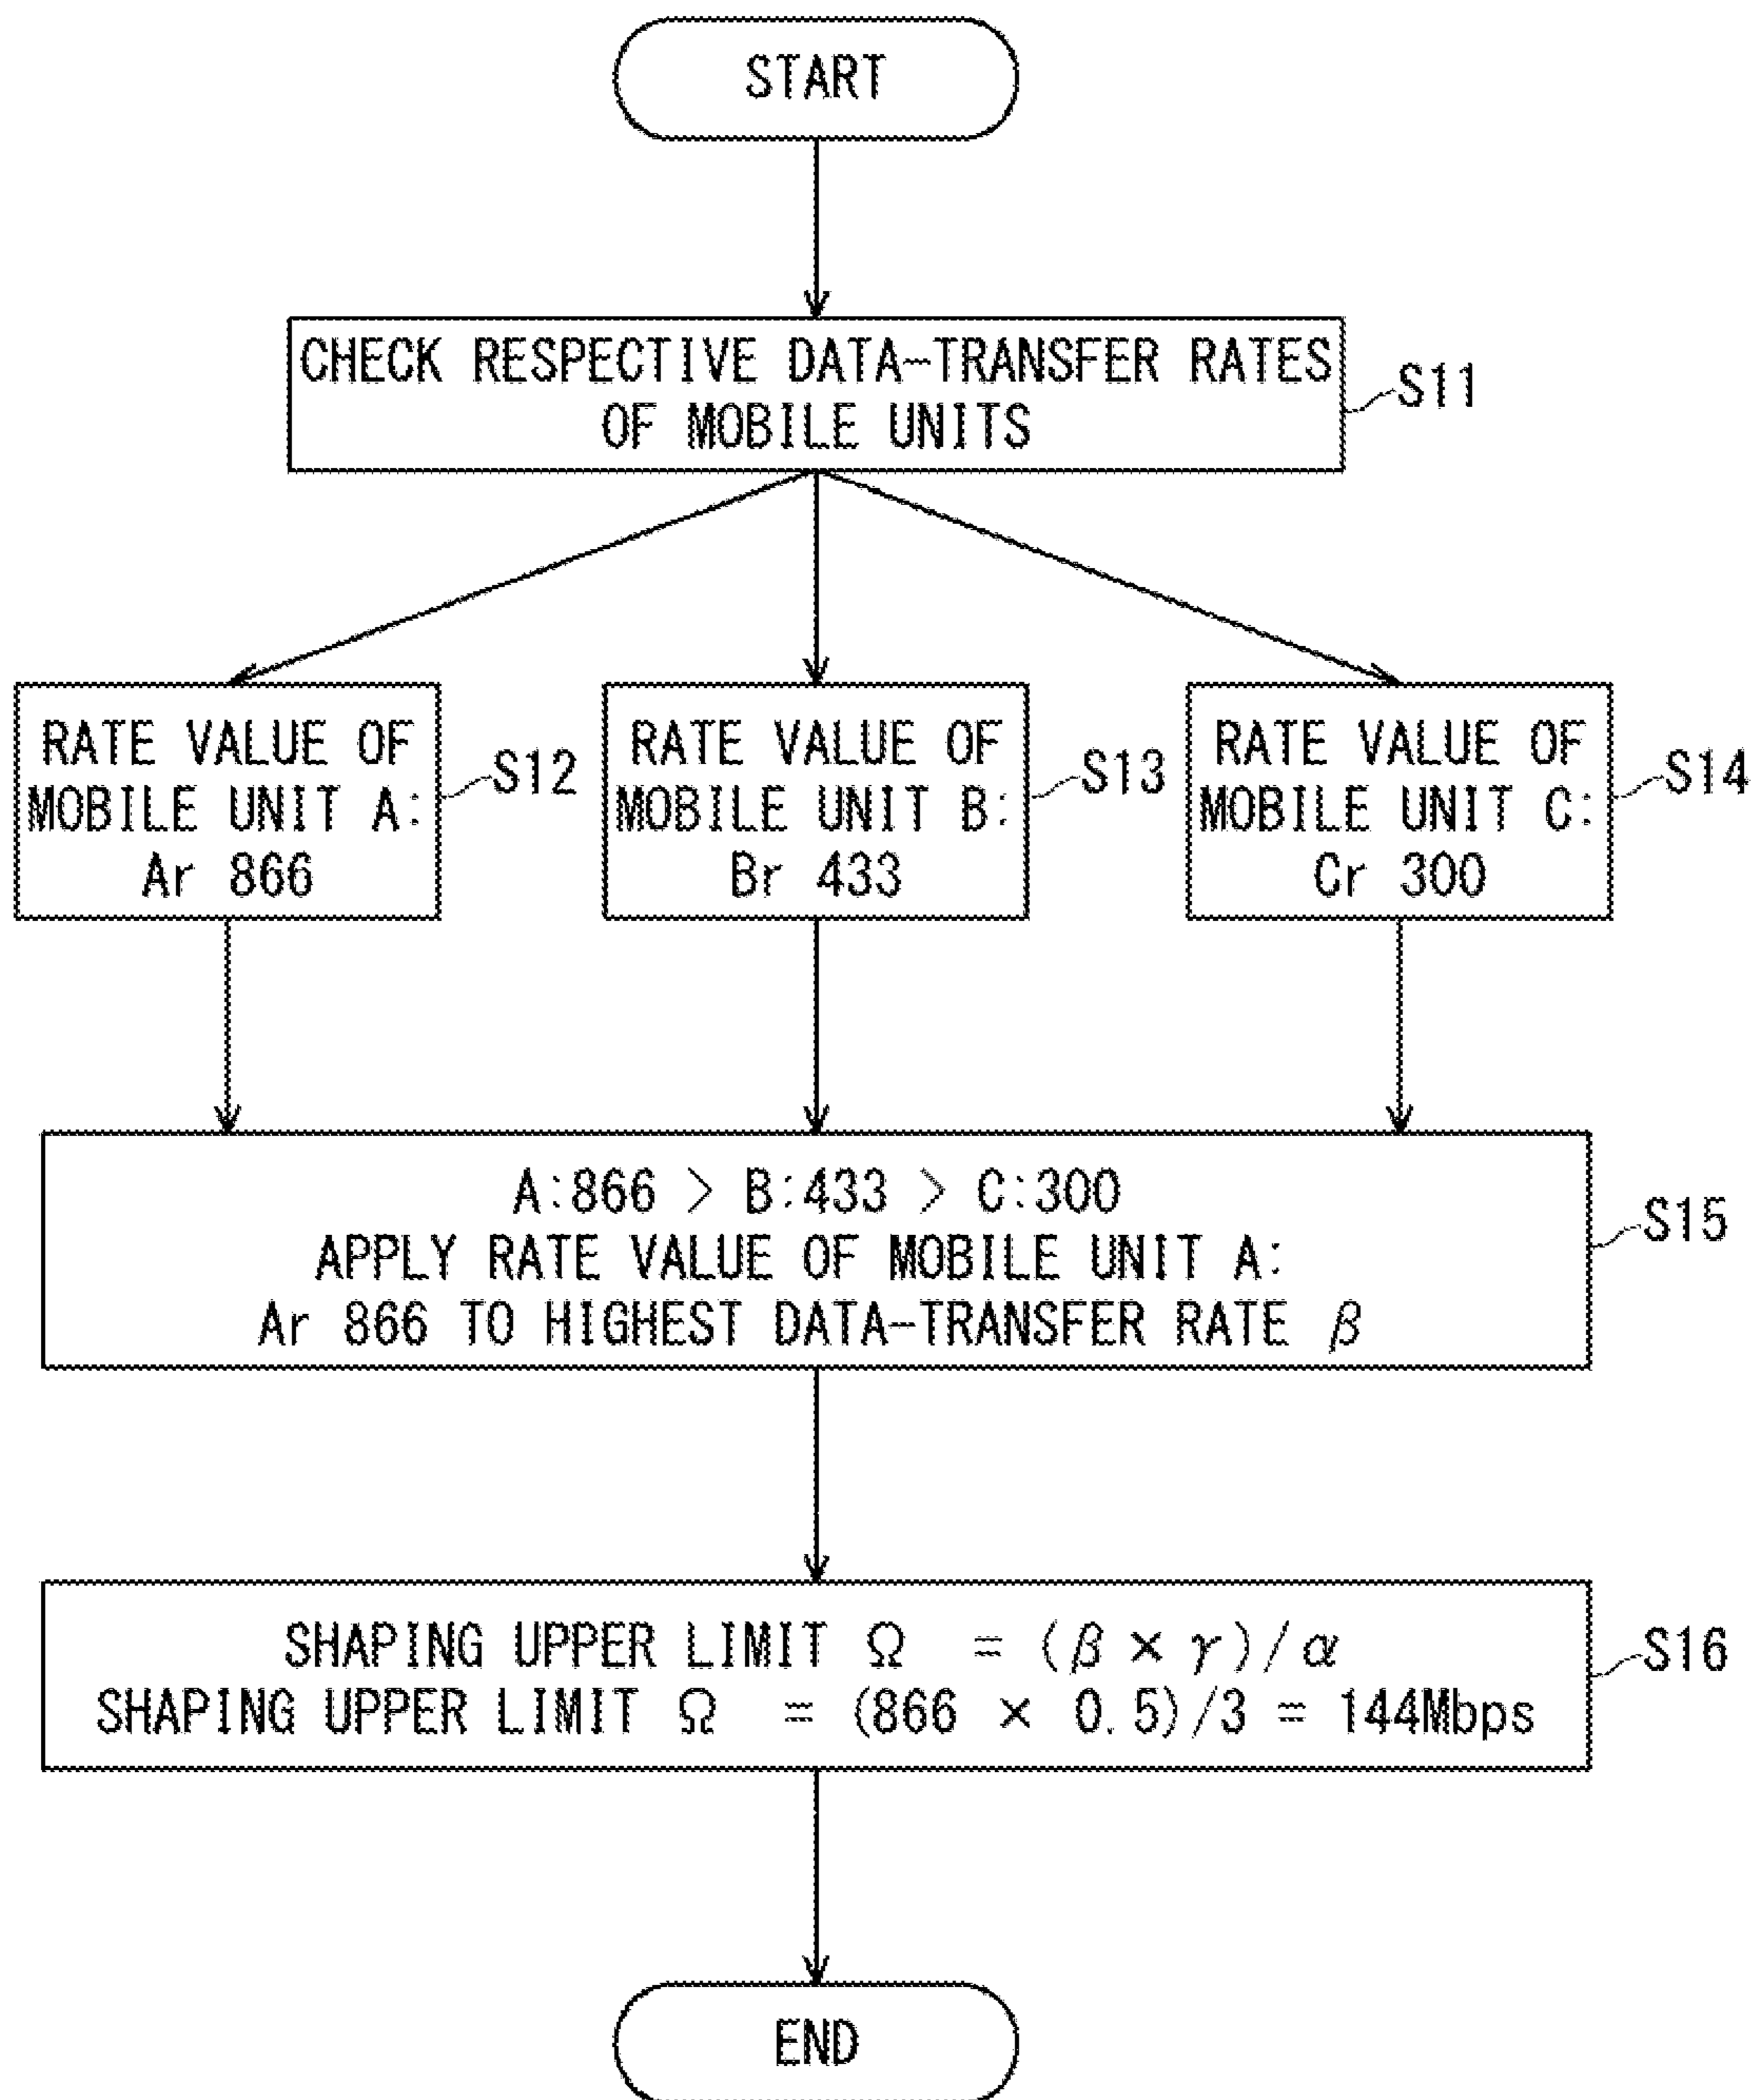 START
CHECK RESPECTIVE DATA-TRANSFER RATES
OF MOBILE UNITS
S11
RATE VALUE OF
MOBILE UNIT A:
Ar 866
S12
RATE VALUE OF
MOBILE UNIT B:
Br 433
S13
RATE VALUE OF
MOBILE UNIT C:
Cr 300
S14
A:866 > B:433 > C:300
APPLY RATE VALUE OF MOBILE UNIT A:
Ar 866 TO HIGHEST DATA-TRANSFER RATE β
S15
SHAPING UPPER LIMIT Ω = (β × γ)/α
SHAPING UPPER LIMIT Ω = (866 × 0.5)/3 = 144Mbps
S16
END